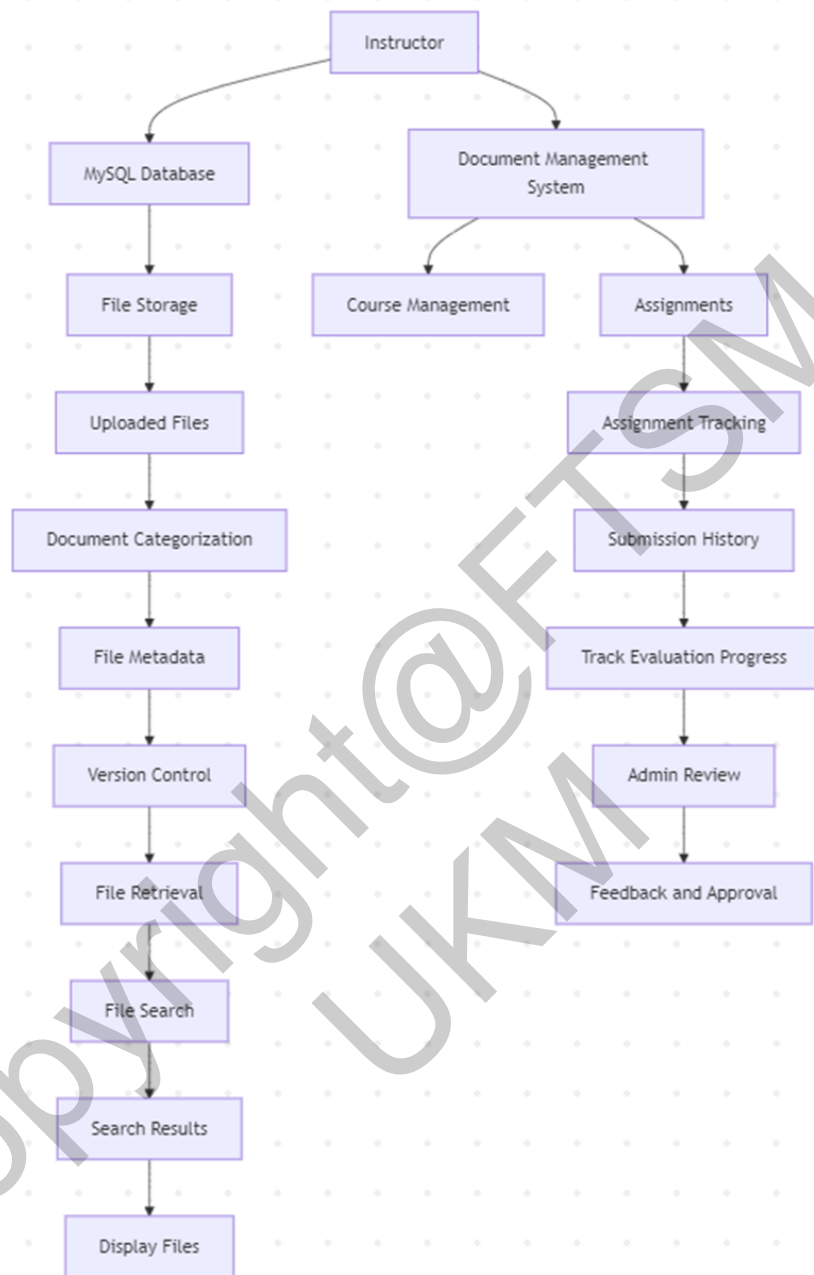 Instructor
MySQL Database
Document Management
System
File Storage
Course Management
Assignments
Uploaded Files
Assignment Tracking
Document Categorization
Submission History
File Metadata
Track Evaluation Progress
Version Control
Admin Review
File Retrieval
Feedback and Approval
File Search
Search Results
Display Files
opyright@FTSM
UKM